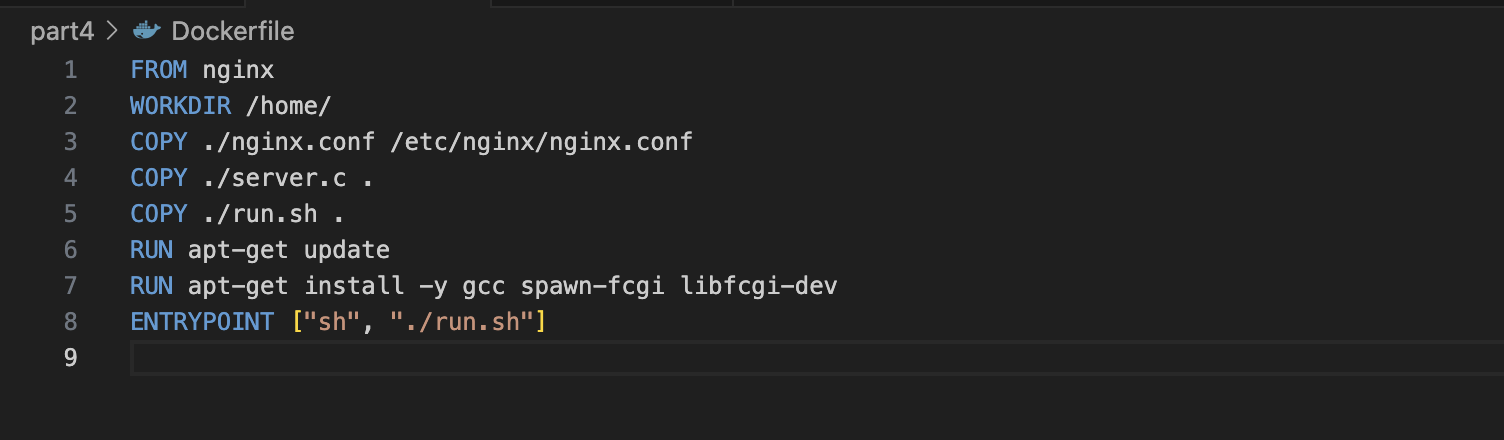 part4 > Dockerfile
1 FROM nginx
2 WORKDIR /home/
3 COPY ./nginx.conf /etc/nginx/nginx.conf
4 COPY ./server.c .
5 COPY ./run.sh .
6 RUN apt-get update
7 RUN apt-get install -y gcc spawn-fcgi libfcgi-dev
8 ENTRYPOINT ["sh", "./run.sh"]
9